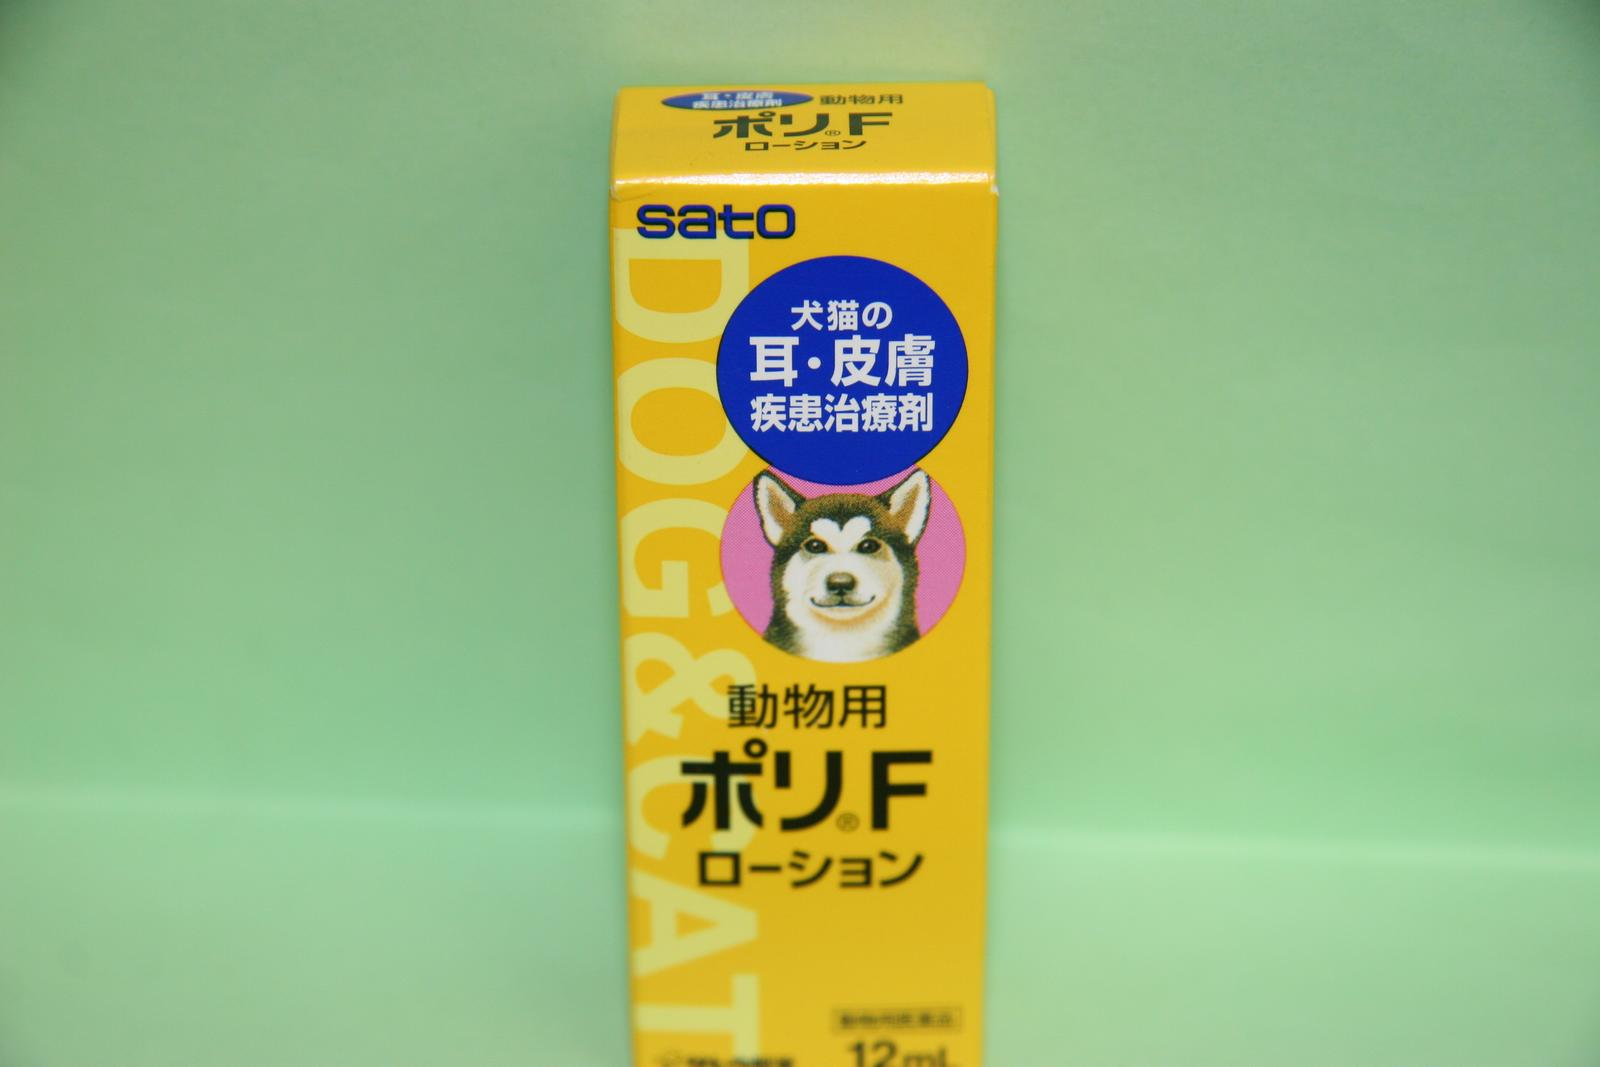 耳・皮膚
疾患治療剤
動物用
ポリ®F
ローション
sato
DOG&CAT
犬猫の
耳・皮膚
疾患治療剤
動物用
ポリ®F
ローション
動物用医薬品
12mL